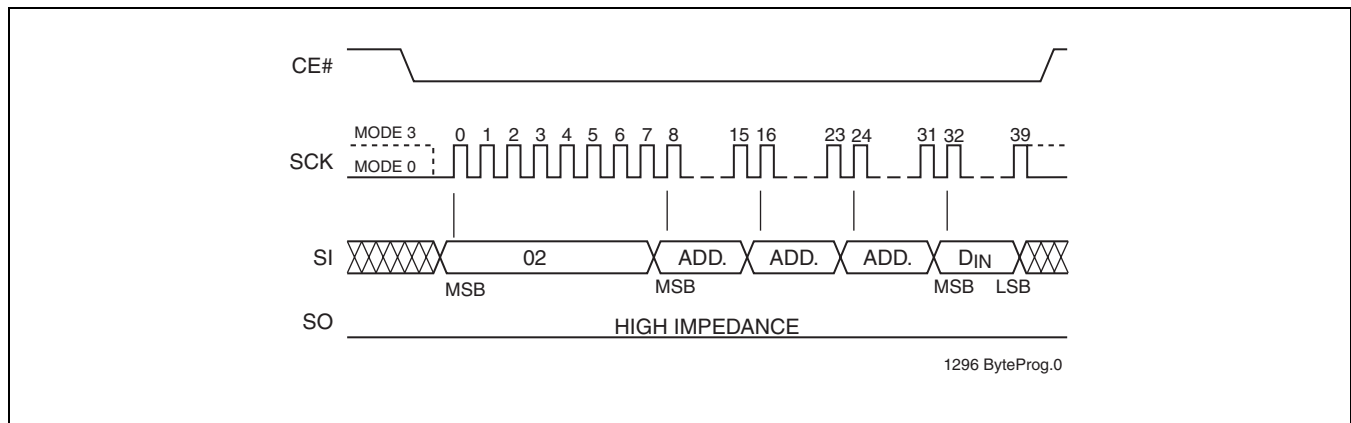 CE#
MODE 3
0 1 2 3 4 5 6 7 8 15 16 23 24 31 32 39
SCK
MODE 0
SI 02 ADD. ADD. ADD. DIN
MSB MSB MSB LSB
SO HIGH IMPEDANCE
1296 ByteProg.0